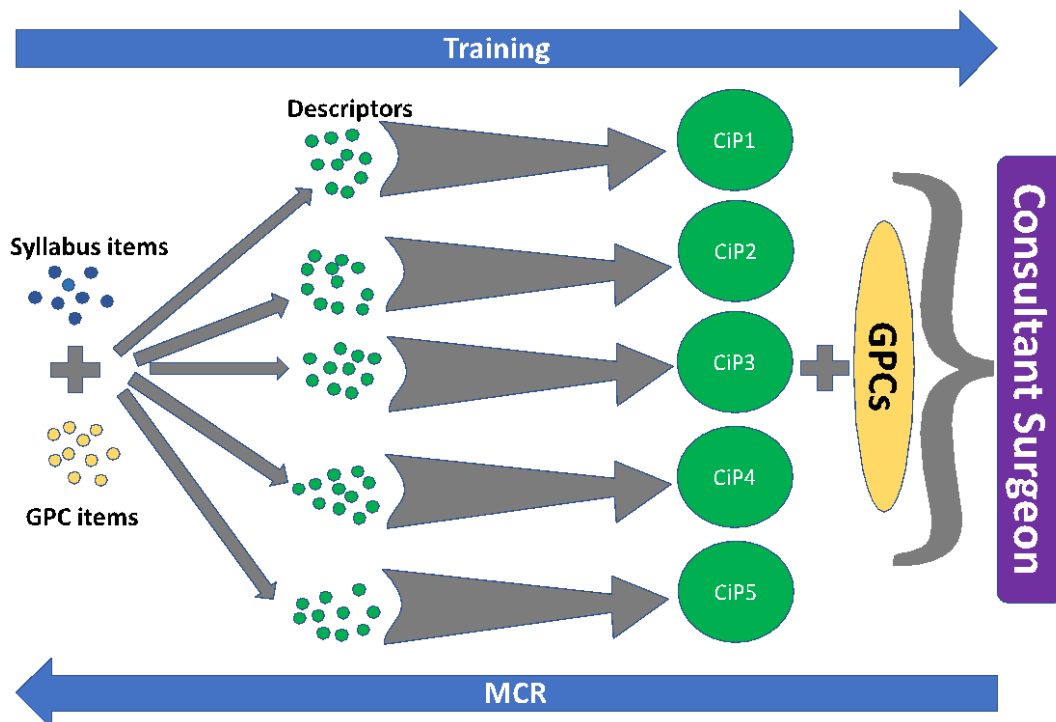 Training
Descriptors
CiP1
Syllabus items
CiP2
CiP3
GPCs
Consultant Surgeon
GPC items
CiP4
CiP5
MCR